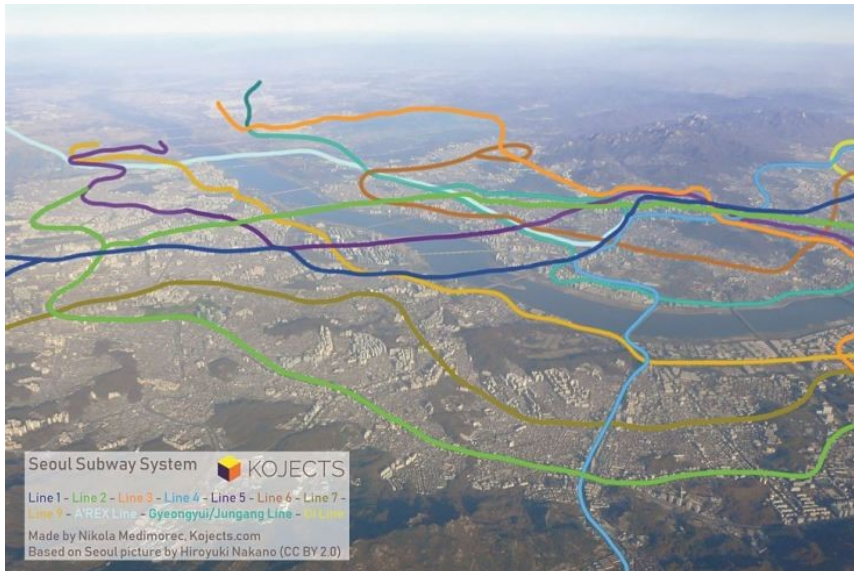 Seoul Subway System KOJECTS
Line 1 - Line 2 - Line 3 - Line 4 - Line 5 - Line 6 - Line 7 -
Line 9 - A'REX Line - Gyeongyui/Jungang Line - Ui Line
Made by Nikola Medimorec, Kojects.com
Based on Seoul picture by Hiroyuki Nakano (CC BY 2.0)